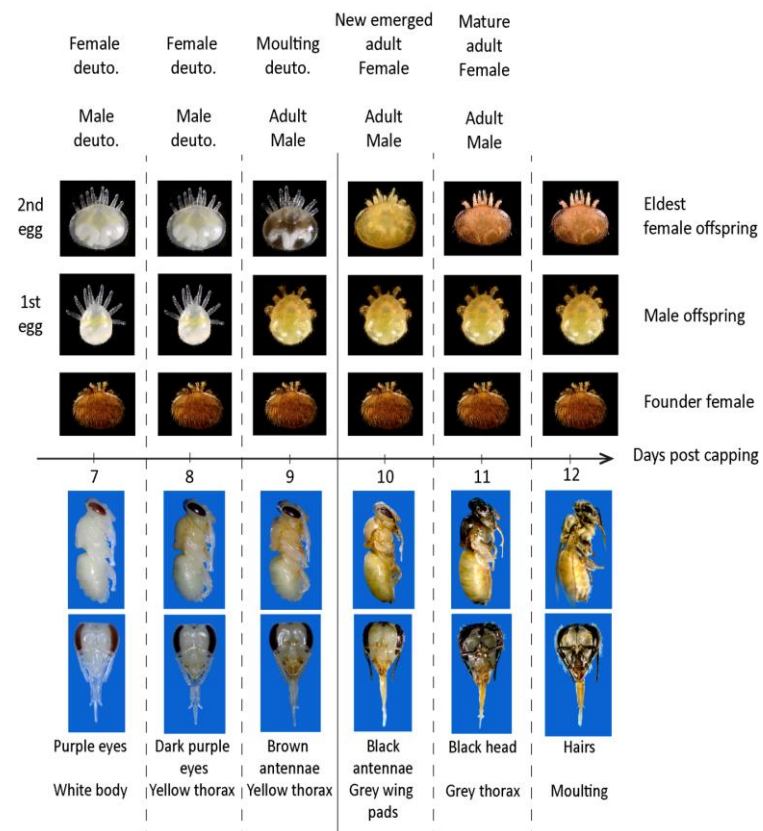 Female
deuto.
Female
deuto.
Moulting
deuto.
New emerged
adult
Female
Mature
adult
Female
Male
deuto.
Male
deuto.
Adult
Male
Adult
Male
Adult
Male
2nd
egg
Eldest
female offspring
1st
egg
Male offspring
Founder female
Days post capping
7
8
9
10
11
12
Purple eyes
Dark purple
eyes
Brown
antennae
Black
antennae
Black head
Hairs
White body
Yellow thorax
Yellow thorax
Grey wing
pads
Grey thorax
Moulting